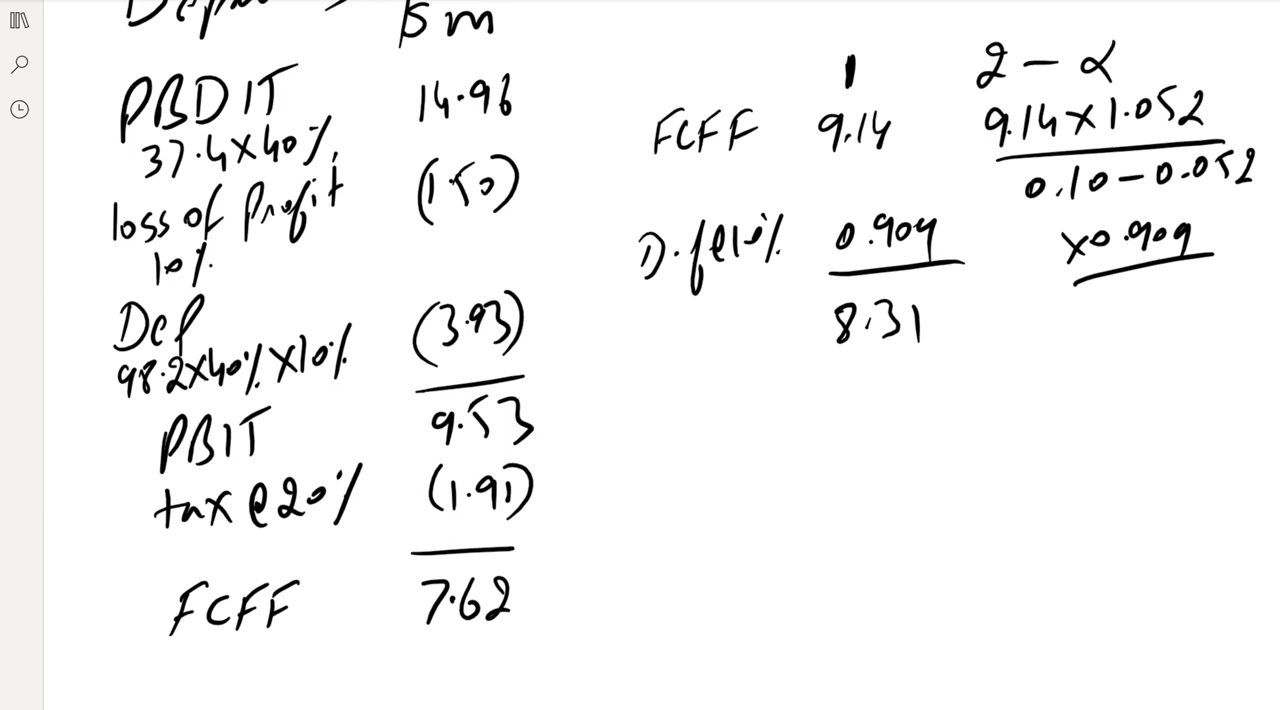 $m
PBDIT 14.96
37.4×40%
loss of Profit (1.50)
10%
Dep (3.93)
98.2×40%×10%
PBIT 9.53
tax @20% (1.91)
FCFF 7.62
1 2 - ∝
FCFF 9.14 9.14×1.052
0.10-0.052
D.f@10% 0.909 ×0.909
8.31